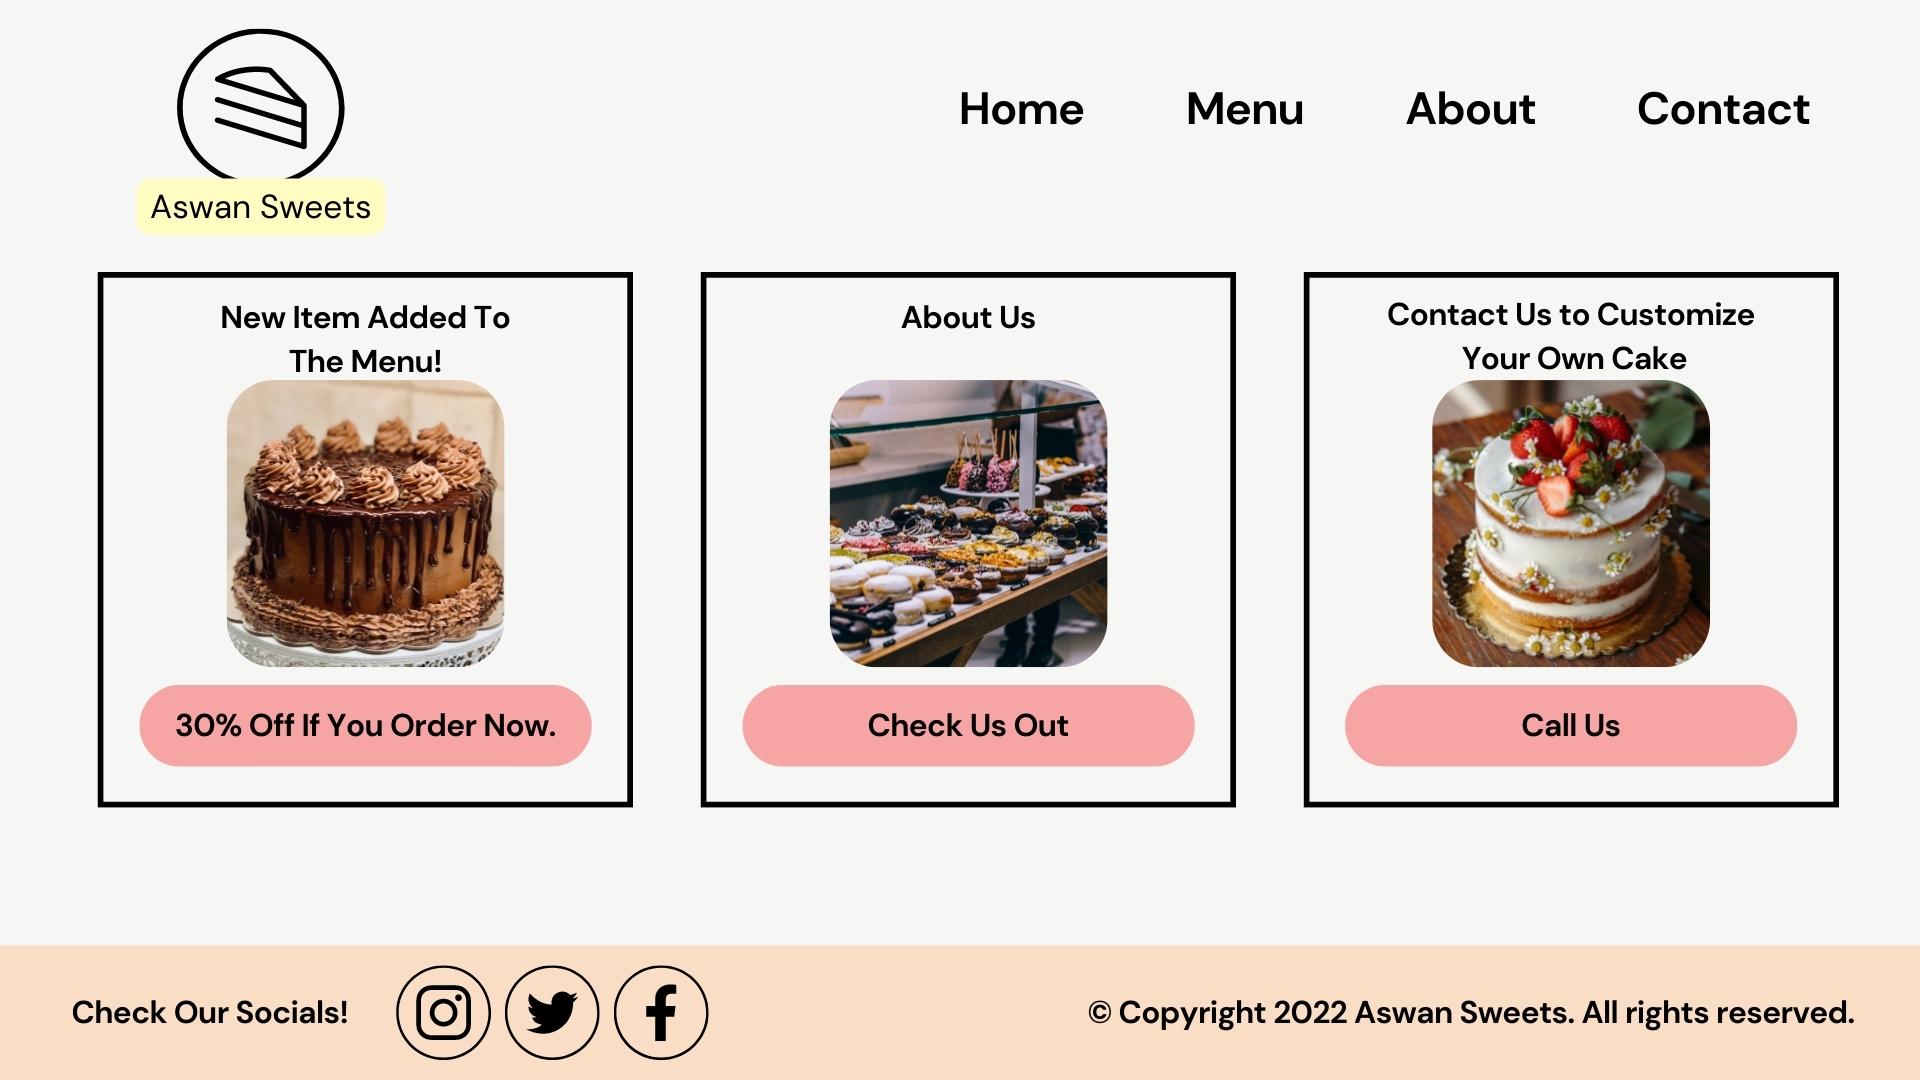 Home Menu About Contact
Aswan Sweets
New Item Added To
The Menu!
30% Off If You Order Now.
About Us
Check Us Out
Contact Us to Customize
Your Own Cake
Call Us
Check Our Socials!
© Copyright 2022 Aswan Sweets. All rights reserved.